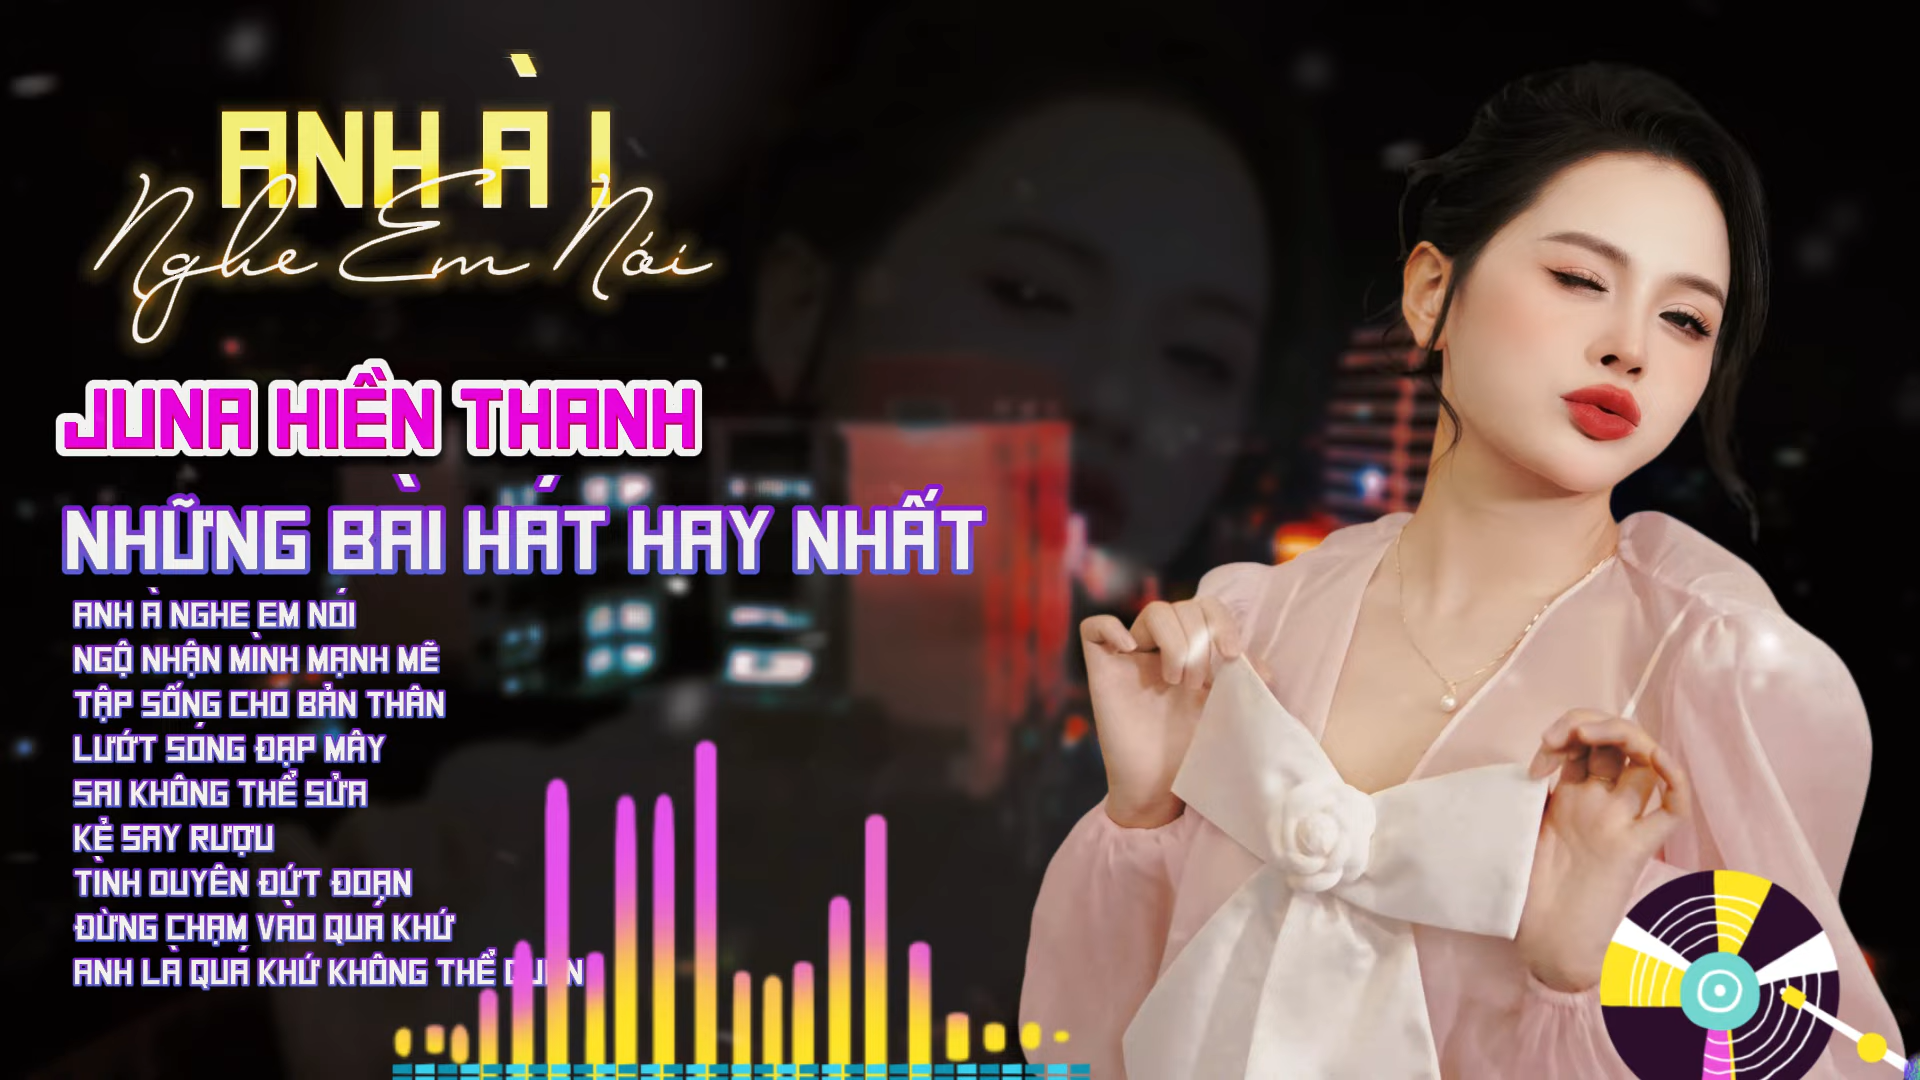 ANH À !
Nghe Em Nói
JUNA HIỀN THANH
NHỮNG BÀI HÁT HAY NHẤT
ANH À NGHE EM NÓI
NGỘ NHẬN MÌNH MẠNH MẼ
TẬP SỐNG CHO BẢN THÂN
LƯỚT SÓNG ĐẠP MÂY
SAI KHÔNG THỂ SỬA
KẺ SAY RƯỢU
TÌNH DUYÊN ĐỨT ĐOẠN
ĐỪNG CHẠM VÀO QUÁ KHỨ
ANH LÀ QUÁ KHỨ KHÔNG THỂ QUÊN